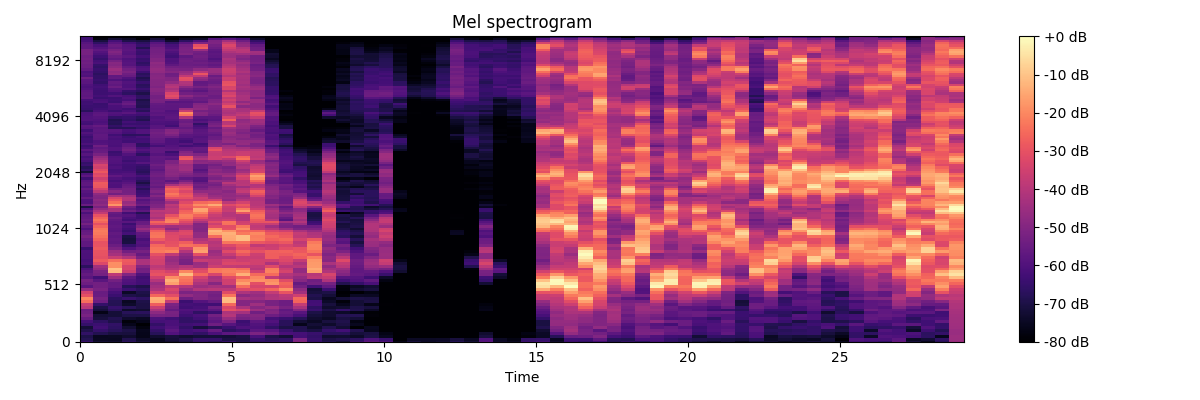 Mel spectrogram
8192
4096
2048
1024
512
0
Hz
0 5 10 15 20 25
Time
+0 dB
-10 dB
-20 dB
-30 dB
-40 dB
-50 dB
-60 dB
-70 dB
-80 dB